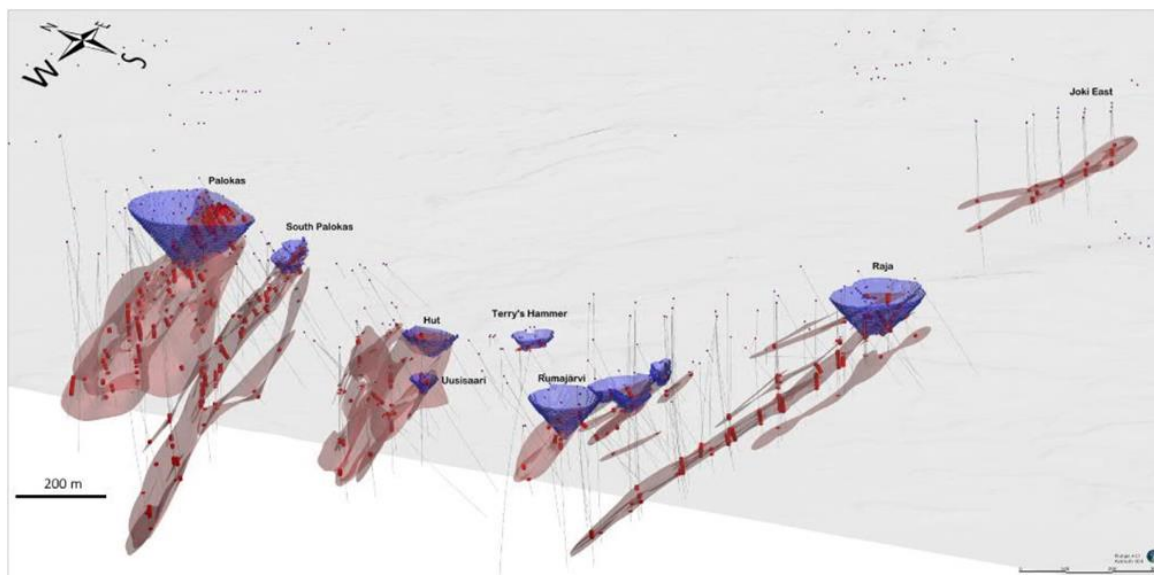 N
E
W
S
Joki East
Palokas
South Palokas
Raja
Terry's Hammer
Hut
Uusisaari
Rumajärvi
200 m